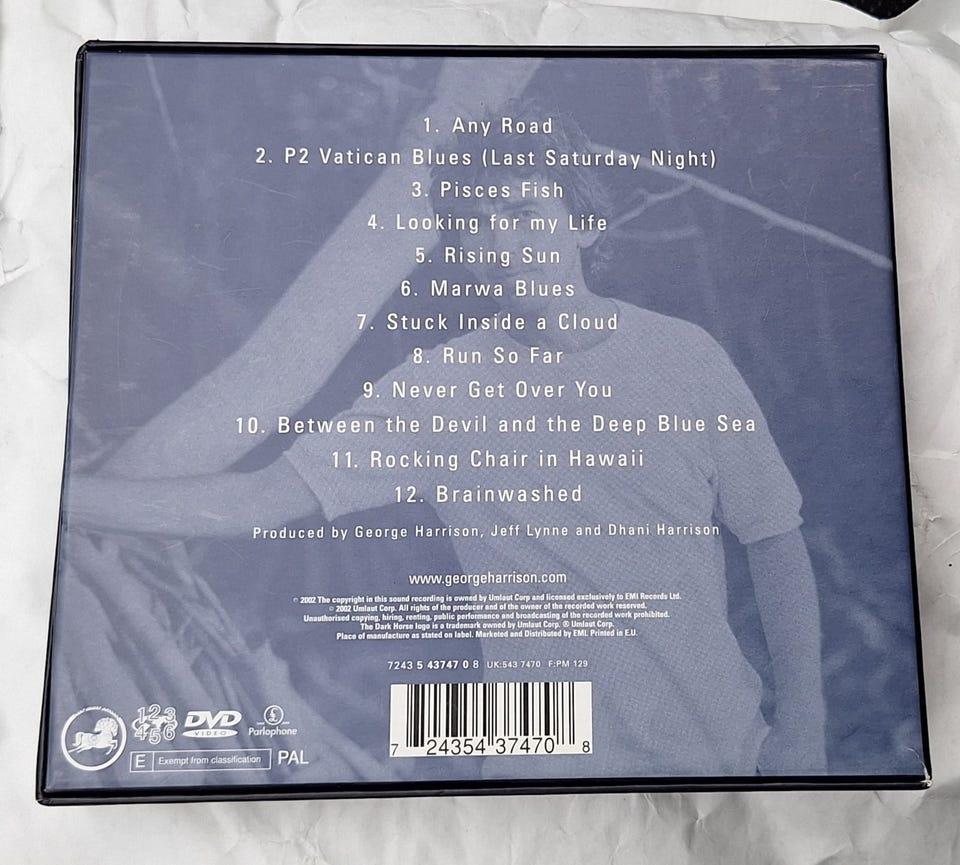 1. Any Road
2. P2 Vatican Blues (Last Saturday Night)
3. Pisces Fish
4. Looking for my Life
5. Rising Sun
6. Marwa Blues
7. Stuck Inside a Cloud
8. Run So Far
9. Never Get Over You
10. Between the Devil and the Deep Blue Sea
11. Rocking Chair in Hawaii
12. Brainwashed
Produced by George Harrison, Jeff Lynne and Dhani Harrison
www.georgeharrison.com
℗ 2002 The copyright in this sound recording is owned by Umlaut Corp and licensed exclusively to EMI Records Ltd.
© 2002 Umlaut Corp. All rights of the producer and of the owner of the recorded work reserved.
Unauthorised copying, hiring, renting, public performance and broadcasting of the recorded work prohibited.
The Dark Horse logo is a trademark owned by Umlaut Corp. ® Umlaut Corp.
Place of manufacture as stated on label. Marketed and Distributed by EMI. Printed in E.U.
7243 5 43747 0 8 UK:543 7470 F:PM 129
7 24354 37470 8
123
456
DVD
VIDEO
Parlophone
E Exempt from classification PAL